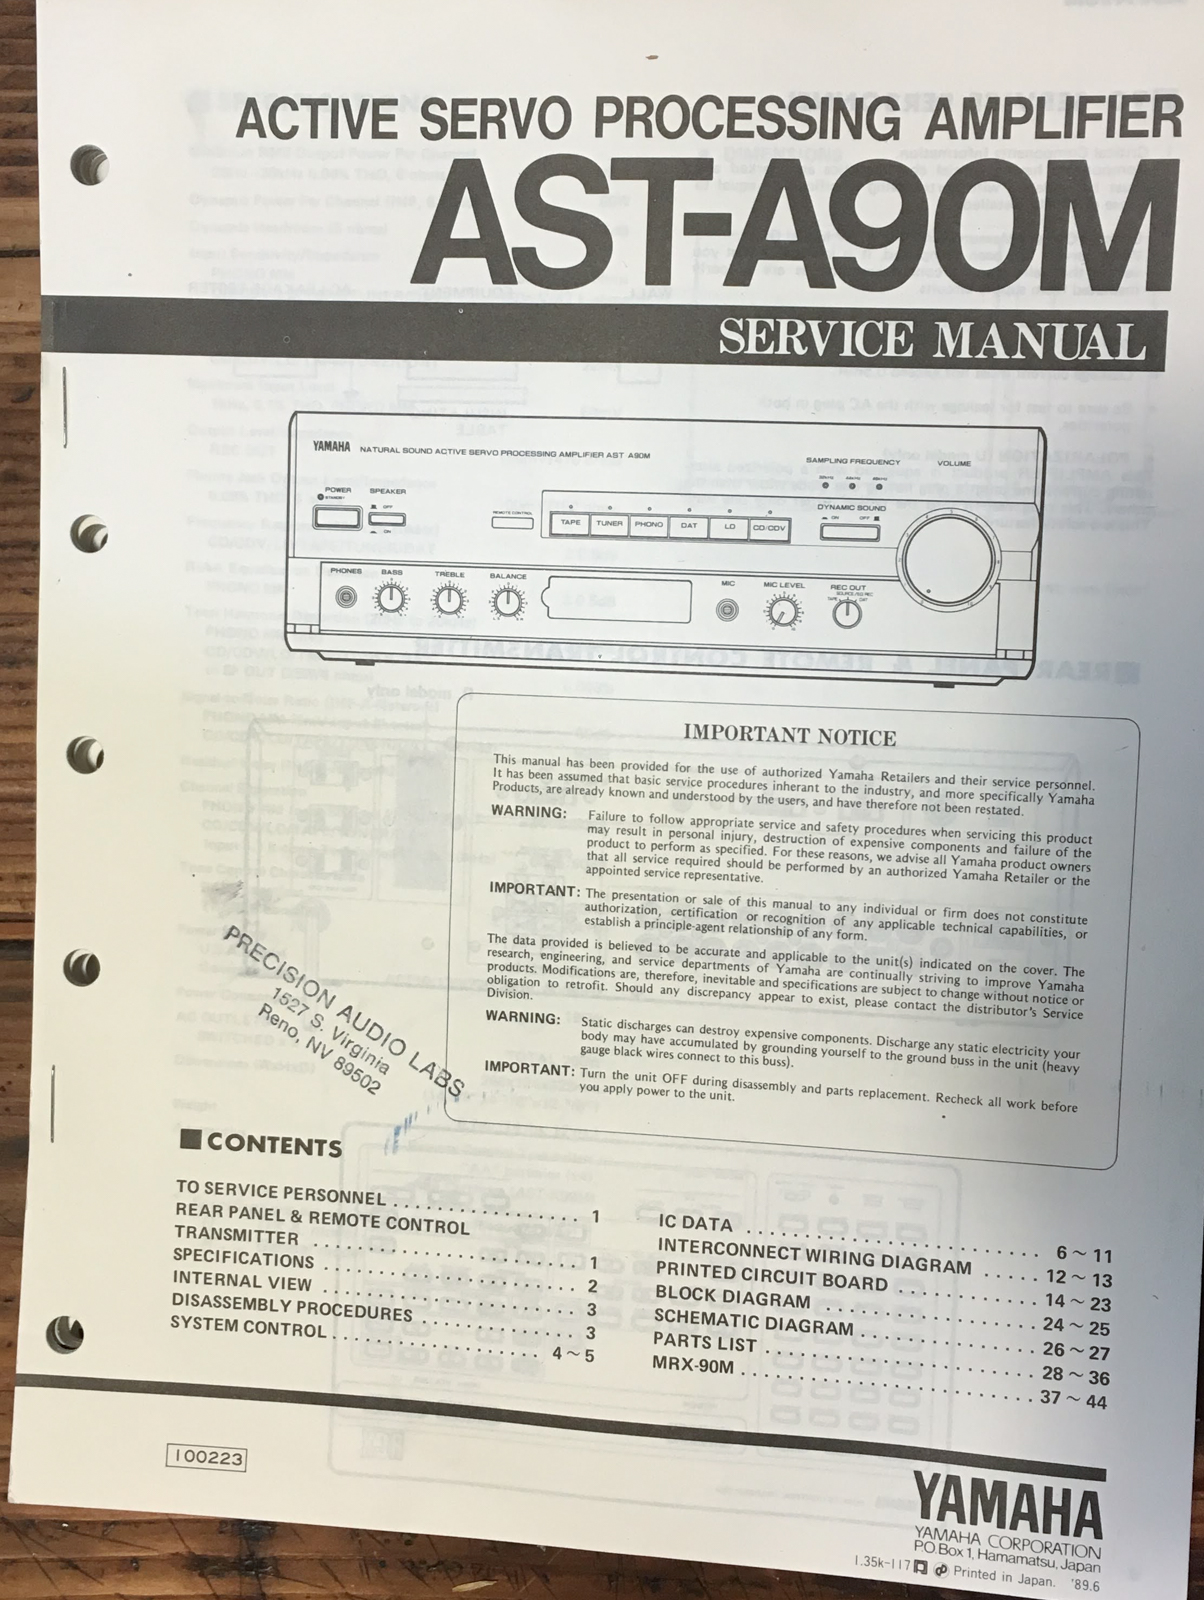 ACTIVE SERVO PROCESSING AMPLIFIER
AST-A90M
SERVICE MANUAL
YAMAHA NATURAL SOUND ACTIVE SERVO PROCESSING AMPLIFIER AST A90M
SAMPLING FREQUENCY
VOLUME
POWER
STANDBY
SPEAKER
OFF
ON
REMOTE CONTROL
TAPE TUNER PHONO DAT LD CD/CDV
DYNAMIC SOUND
ON OFF
PHONES BASS TREBLE BALANCE MIC MIC LEVEL REC OUT
IMPORTANT NOTICE
This manual has been provided for the use of authorized Yamaha Retailers and their service personnel.
It has been assumed that basic service procedures inherant to the industry, and more specifically Yamaha
Products, are already known and understood by the users, and have therefore not been restated.
WARNING: Failure to follow appropriate service and safety procedures when servicing this product
may result in personal injury, destruction of expensive components and failure of the
product to perform as specified. For these reasons, we advise all Yamaha product owners
that all service required should be performed by an authorized Yamaha Retailer or the
appointed service representative.
IMPORTANT: The presentation or sale of this manual to any individual or firm does not constitute
authorization, certification or recognition of any applicable technical capabilities, or
establish a principle-agent relationship of any form.
The data provided is believed to be accurate and applicable to the unit(s) indicated on the cover. The
research, engineering, and service departments of Yamaha are continually striving to improve Yamaha
products. Modifications are, therefore, inevitable and specifications are subject to change without notice or
obligation to retrofit. Should any discrepancy appear to exist, please contact the distributor's Service
Division.
WARNING: Static discharges can destroy expensive components. Discharge any static electricity your
body may have accumulated by grounding yourself to the ground buss in the unit (heavy
gauge black wires connect to this buss).
IMPORTANT: Turn the unit OFF during disassembly and parts replacement. Recheck all work before
you apply power to the unit.
PRECISION AUDIO LABS
1527 S. Virginia
Reno, NV 89502
■CONTENTS
TO SERVICE PERSONNEL . . . . . . . . . . . . . . . . . 1
REAR PANEL & REMOTE CONTROL
TRANSMITTER . . . . . . . . . . . . . . . . . . . . . . 1
SPECIFICATIONS . . . . . . . . . . . . . . . . . . . . . 2
INTERNAL VIEW . . . . . . . . . . . . . . . . . . . . . 3
DISASSEMBLY PROCEDURES . . . . . . . . . . . . . 3
SYSTEM CONTROL . . . . . . . . . . . . . . . . . . 4 ~ 5
IC DATA . . . . . . . . . . . . . . . . . . . . . . . . 6 ~ 11
INTERCONNECT WIRING DIAGRAM . . . . . 12 ~ 13
PRINTED CIRCUIT BOARD . . . . . . . . . . . . 14 ~ 23
BLOCK DIAGRAM . . . . . . . . . . . . . . . . . . 24 ~ 25
SCHEMATIC DIAGRAM . . . . . . . . . . . . . . . 26 ~ 27
PARTS LIST . . . . . . . . . . . . . . . . . . . . . . . 28 ~ 36
MRX-90M . . . . . . . . . . . . . . . . . . . . . . . . . 37 ~ 44
100223
YAMAHA
YAMAHA CORPORATION
P.O.Box 1, Hamamatsu, Japan
1.35k-117 Printed in Japan. '89.6